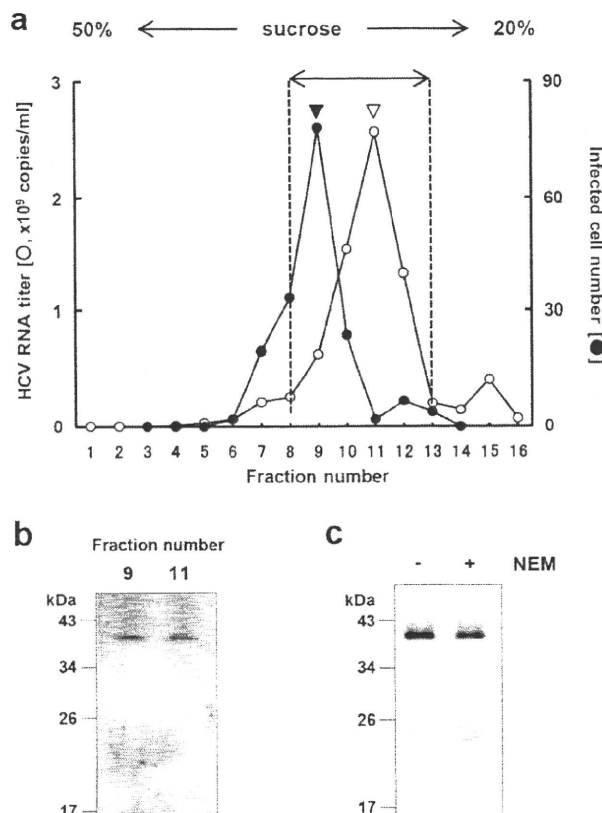 a
50% ← sucrose → 20%
3
2
1
0
HCV RNA titer [O, x10⁹ copies/ml]
90
60
30
0
Infected cell number [●]
1 2 3 4 5 6 7 8 9 10 11 12 13 14 15 16
Fraction number
b
Fraction number
9 11
kDa
43
34
26
17
c
- + NEM
kDa
43
34
26
17